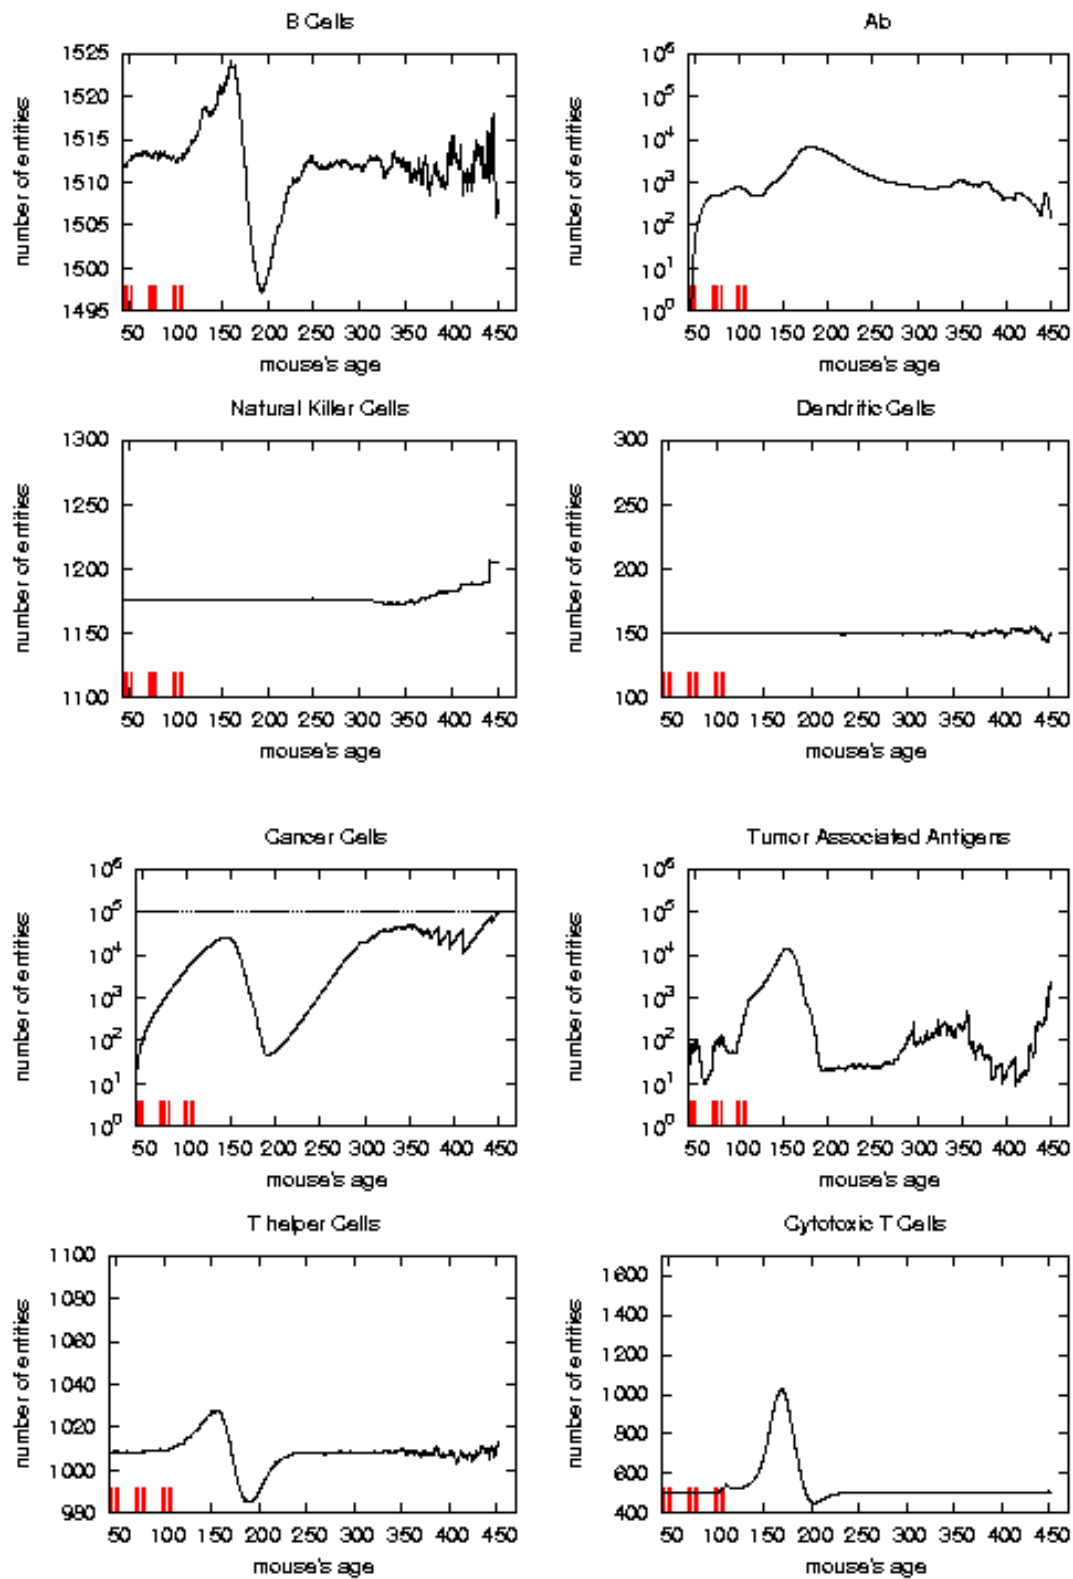 B Cells
Ab
number of entities
1525
1520
1515
1510
1505
1500
1495
50 100 150 200 250 300 350 400 450
mouse's age
number of entities
10^6
10^5
10^4
10^3
10^2
10^1
10^0
50 100 150 200 250 300 350 400 450
mouse's age
Natural Killer Cells
Dendritic Cells
number of entities
1300
1250
1200
1150
1100
50 100 150 200 250 300 350 400 450
mouse's age
number of entities
300
250
200
150
100
50 100 150 200 250 300 350 400 450
mouse's age
Cancer Cells
Tumor Associated Antigens
number of entities
10^6
10^5
10^4
10^3
10^2
10^1
10^0
50 100 150 200 250 300 350 400 450
mouse's age
number of entities
10^6
10^5
10^4
10^3
10^2
10^1
10^0
50 100 150 200 250 300 350 400 450
mouse's age
T helper Cells
Cytotoxic T Cells
number of entities
1100
1080
1060
1040
1020
1000
980
50 100 150 200 250 300 350 400 450
mouse's age
number of entities
1600
1400
1200
1000
800
600
400
50 100 150 200 250 300 350 400 450
mouse's age